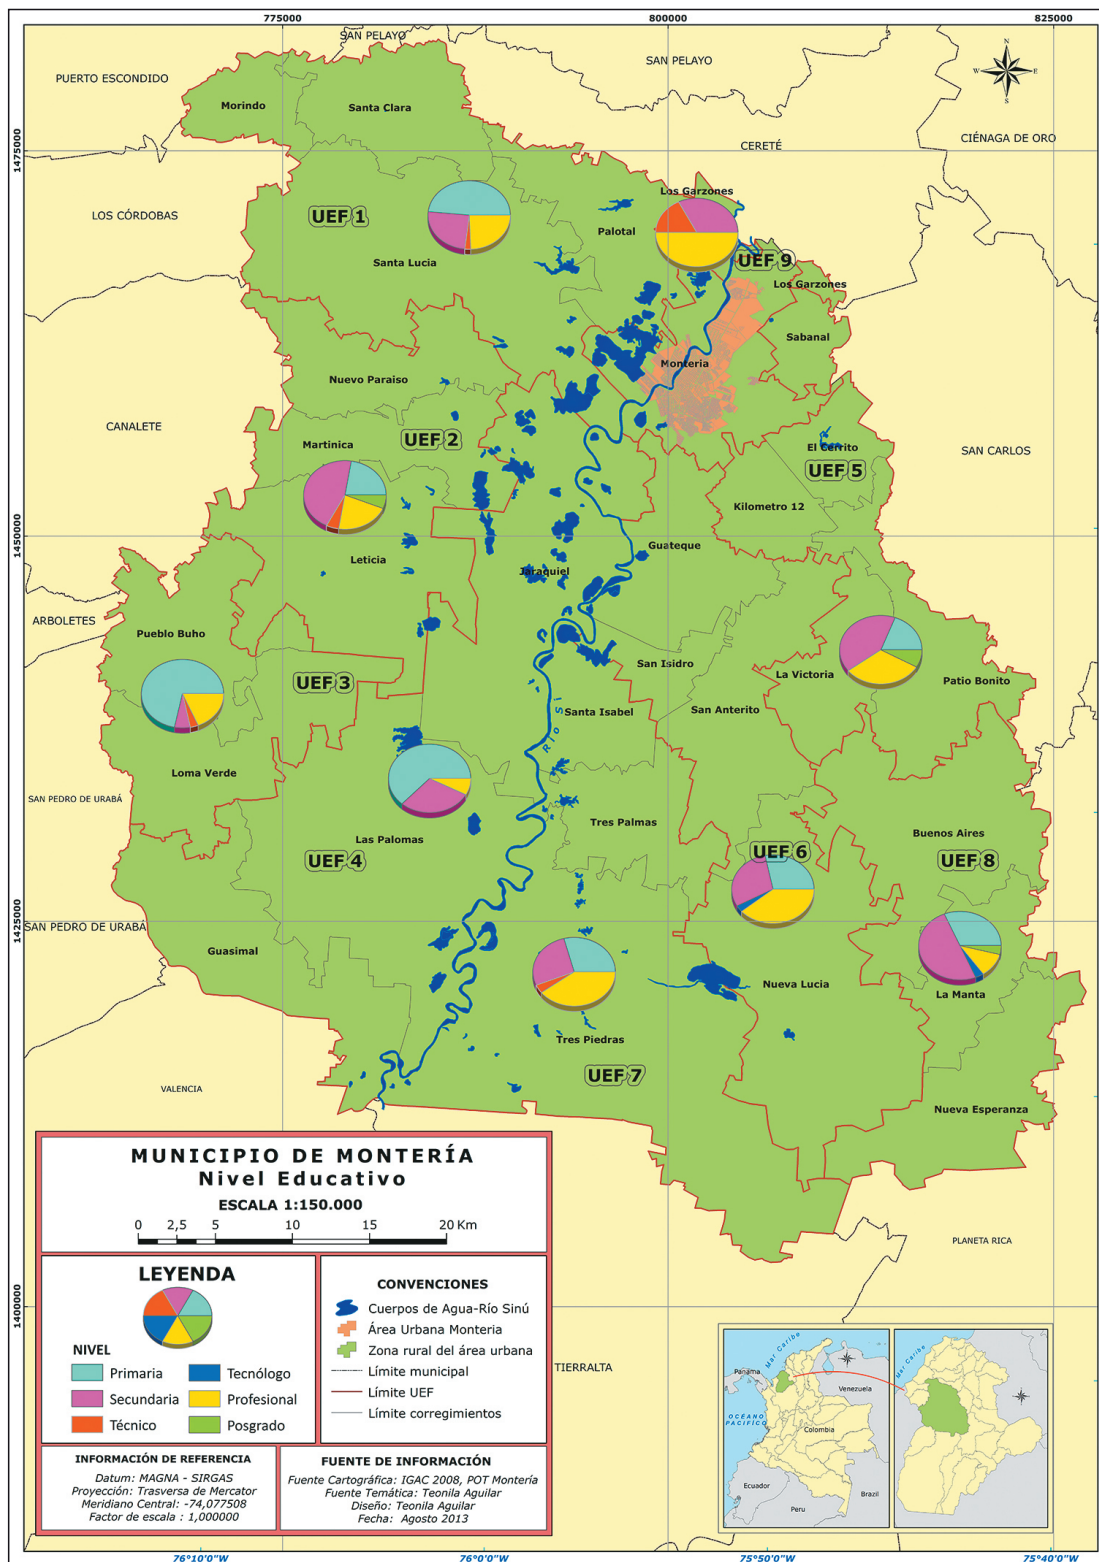 775000
800000
825000
SAN PELAYO
SAN PELAYO
PUERTO ESCONDIDO
N
W
E
S
Morindo
Santa Clara
CIÉNAGA DE ORO
CERETÉ
1475000
Los Garzones
LOS CÓRDOBAS
UEF 1
Palotal
Santa Lucia
UEF 9
Los Garzones
Sabanal
Monteria
Nuevo Paraiso
CANALETE
Martinica
UEF 2
El Cerrito
SAN CARLOS
UEF 5
Kilometro 12
1450000
Guateque
Leticia
Jaraquiel
ARBOLETES
Pueblo Buho
San Isidro
La Victoria
Patio Bonito
UEF 3
Santa Isabel
San Anterito
Río Si
Loma Verde
SAN PEDRO DE URABÁ
Tres Palmas
Buenos Aires
Las Palomas
UEF 4
UEF 6
UEF 8
1425000
SAN PEDRO DE URABÁ
Guasimal
Nueva Lucia
La Manta
Tres Piedras
UEF 7
VALENCIA
Nueva Esperanza
MUNICIPIO DE MONTERÍA
Nivel Educativo
ESCALA 1:150.000
0 2,5 5 10 15 20 Km
PLANETA RICA
1400000
LEYENDA
NIVEL
Primaria
Secundaria
Técnico
Tecnólogo
Profesional
Posgrado
CONVENCIONES
Cuerpos de Agua-Río Sinú
Área Urbana Monteria
Zona rural del área urbana
Límite municipal
Límite UEF
Límite corregimientos
TIERRALTA
INFORMACIÓN DE REFERENCIA
Datum: MAGNA - SIRGAS
Proyección: Trasversa de Mercator
Meridiano Central: -74,077508
Factor de escala : 1,000000
FUENTE DE INFORMACIÓN
Fuente Cartográfica: IGAC 2008, POT Montería
Fuente Temática: Teonila Aguilar
Diseño: Teonila Aguilar
Fecha: Agosto 2013
Mar Caribe
Panama
Venezuela
OCÉANO
PACIFÍCO
Colombia
Ecuador
Brazil
Peru
Mar Caribe
76°10'0"W
76°0'0"W
75°50'0"W
75°40'0"W